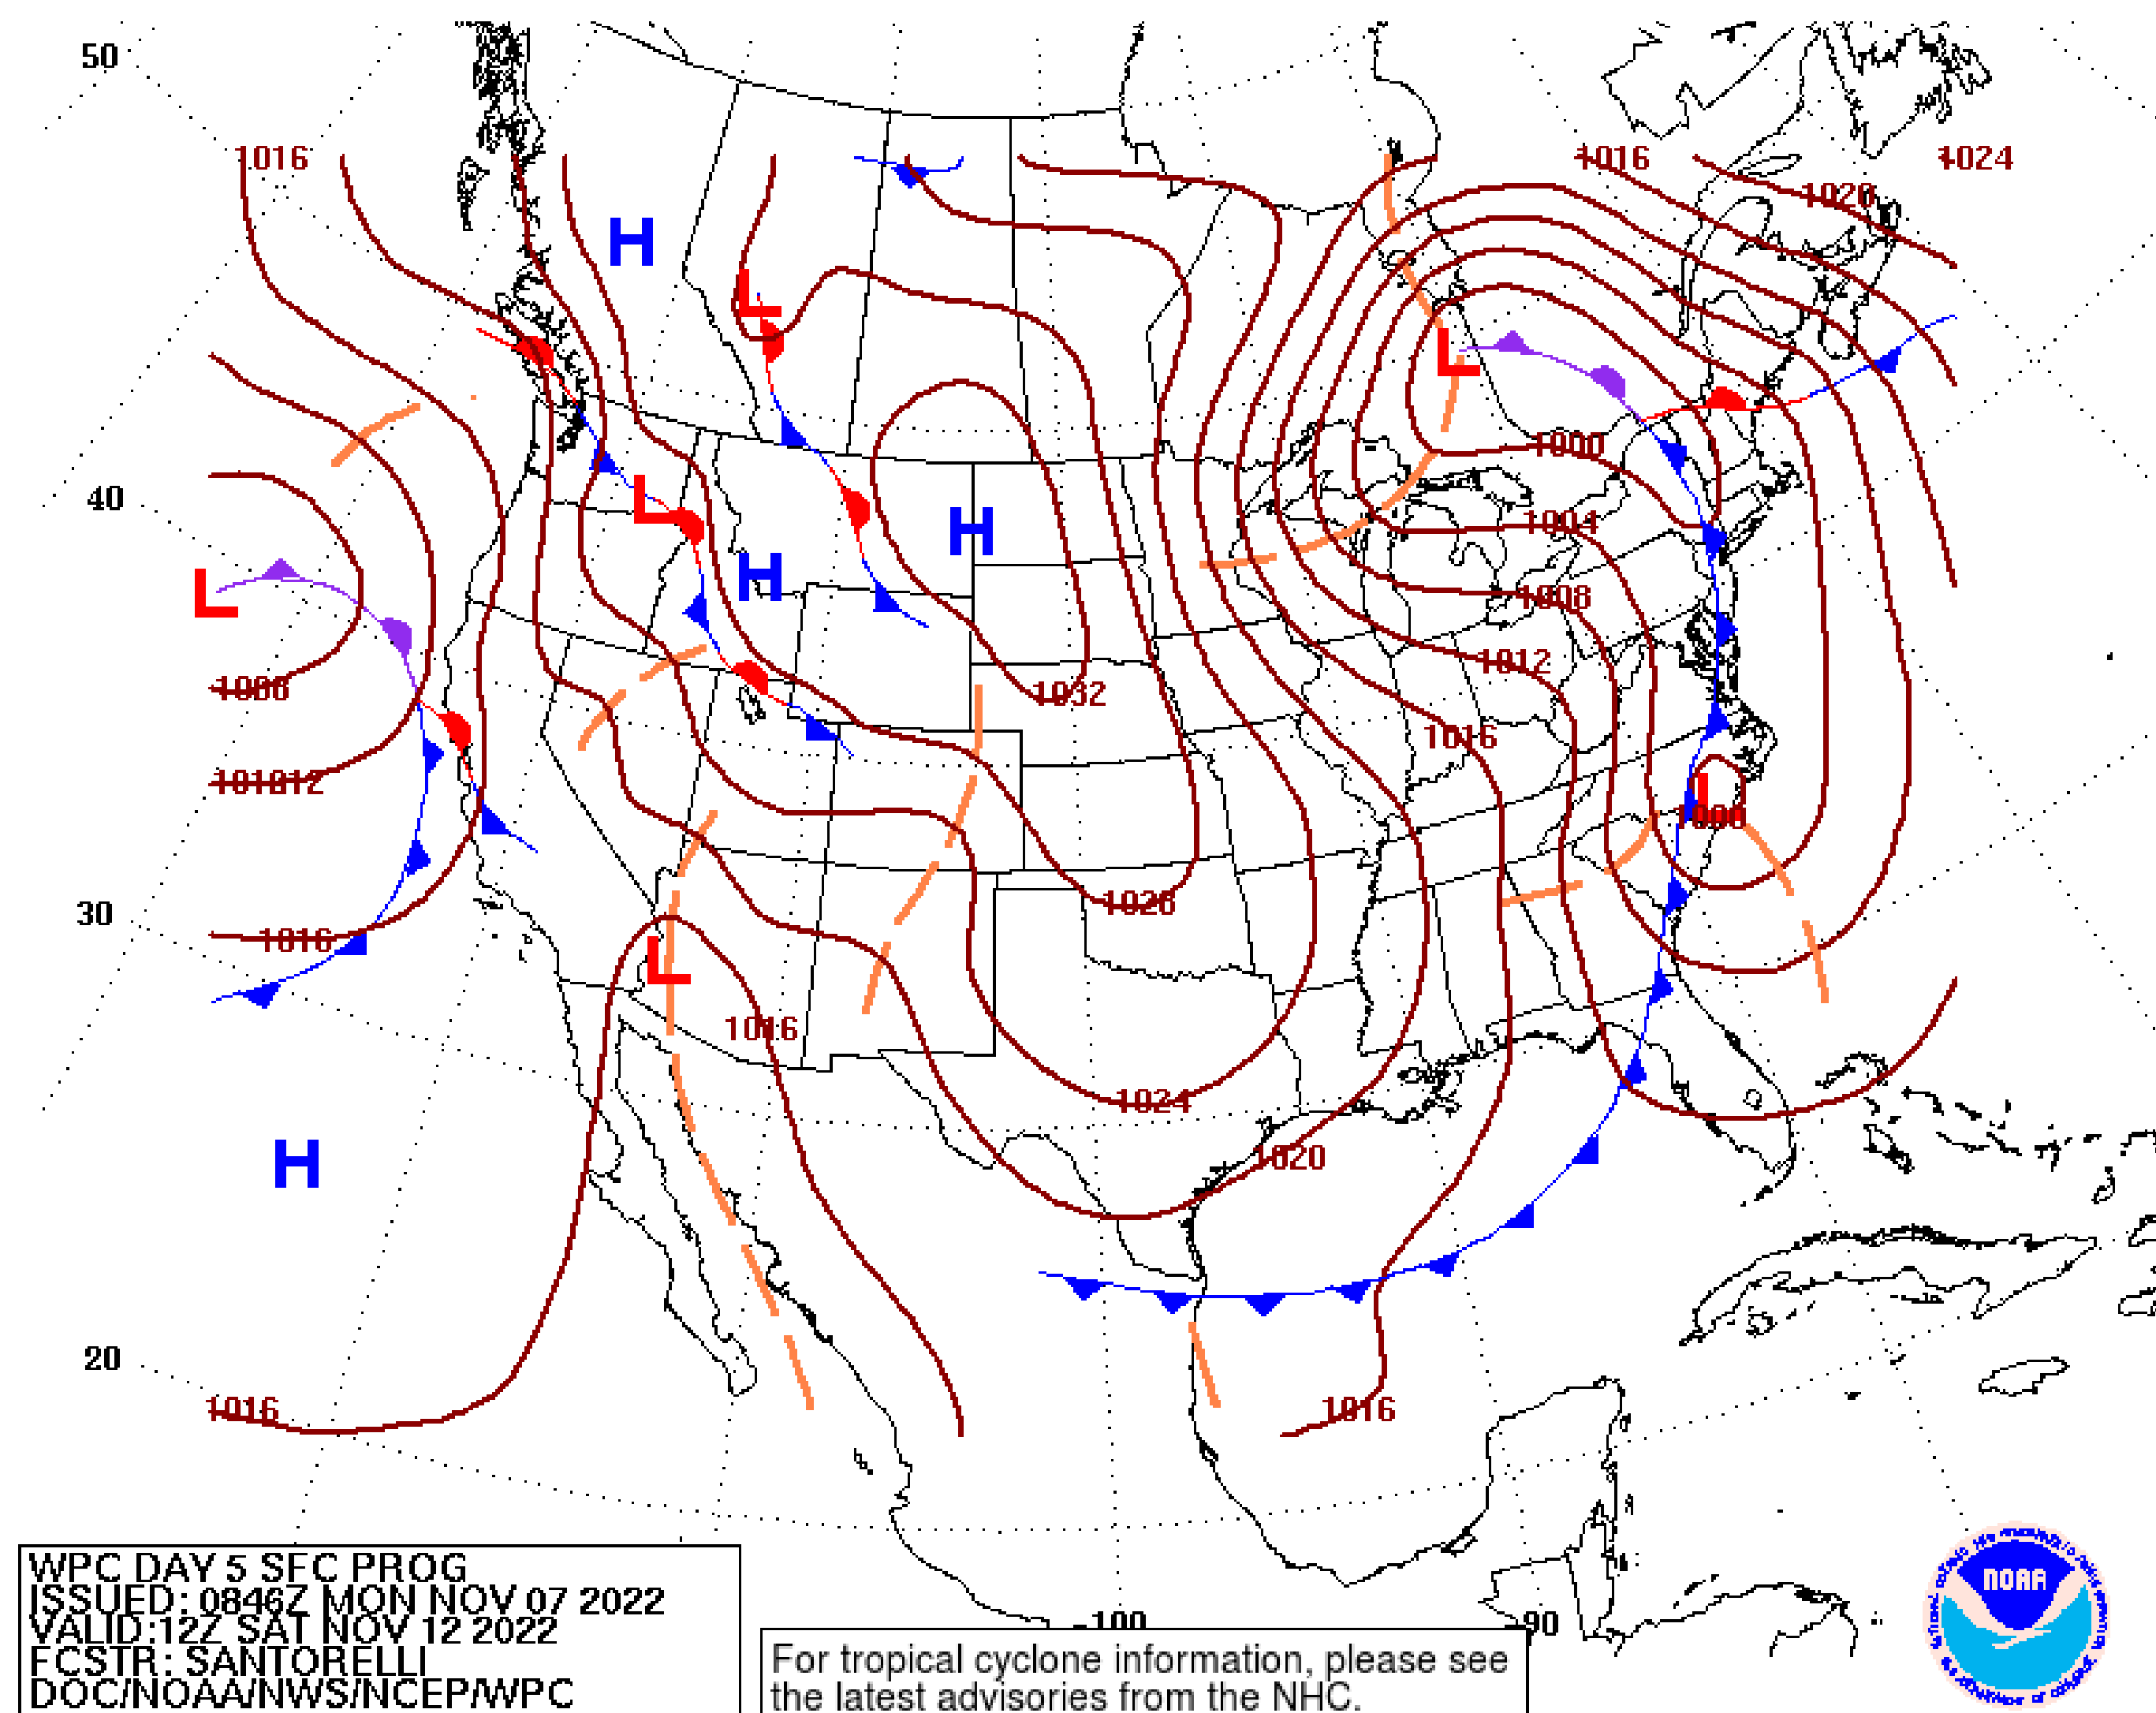 50
1016
1016
1024
1020
H
L
L
40
1000
L
H
1004
H
L
1008
1012
1032
1016
101012
L
1028
30
1016
L
1016
1024
1020
H
20
1016
1016
WPC DAY 5 SFC PROG
ISSUED: 0846Z MON NOV 07 2022
VALID:12Z SAT NOV 12 2022
FCSTR: SANTORELLI
DOC/NOAA/NWS/NCEP/WPC
-100
-90
For tropical cyclone information, please see
the latest advisories from the NHC.
NOAA